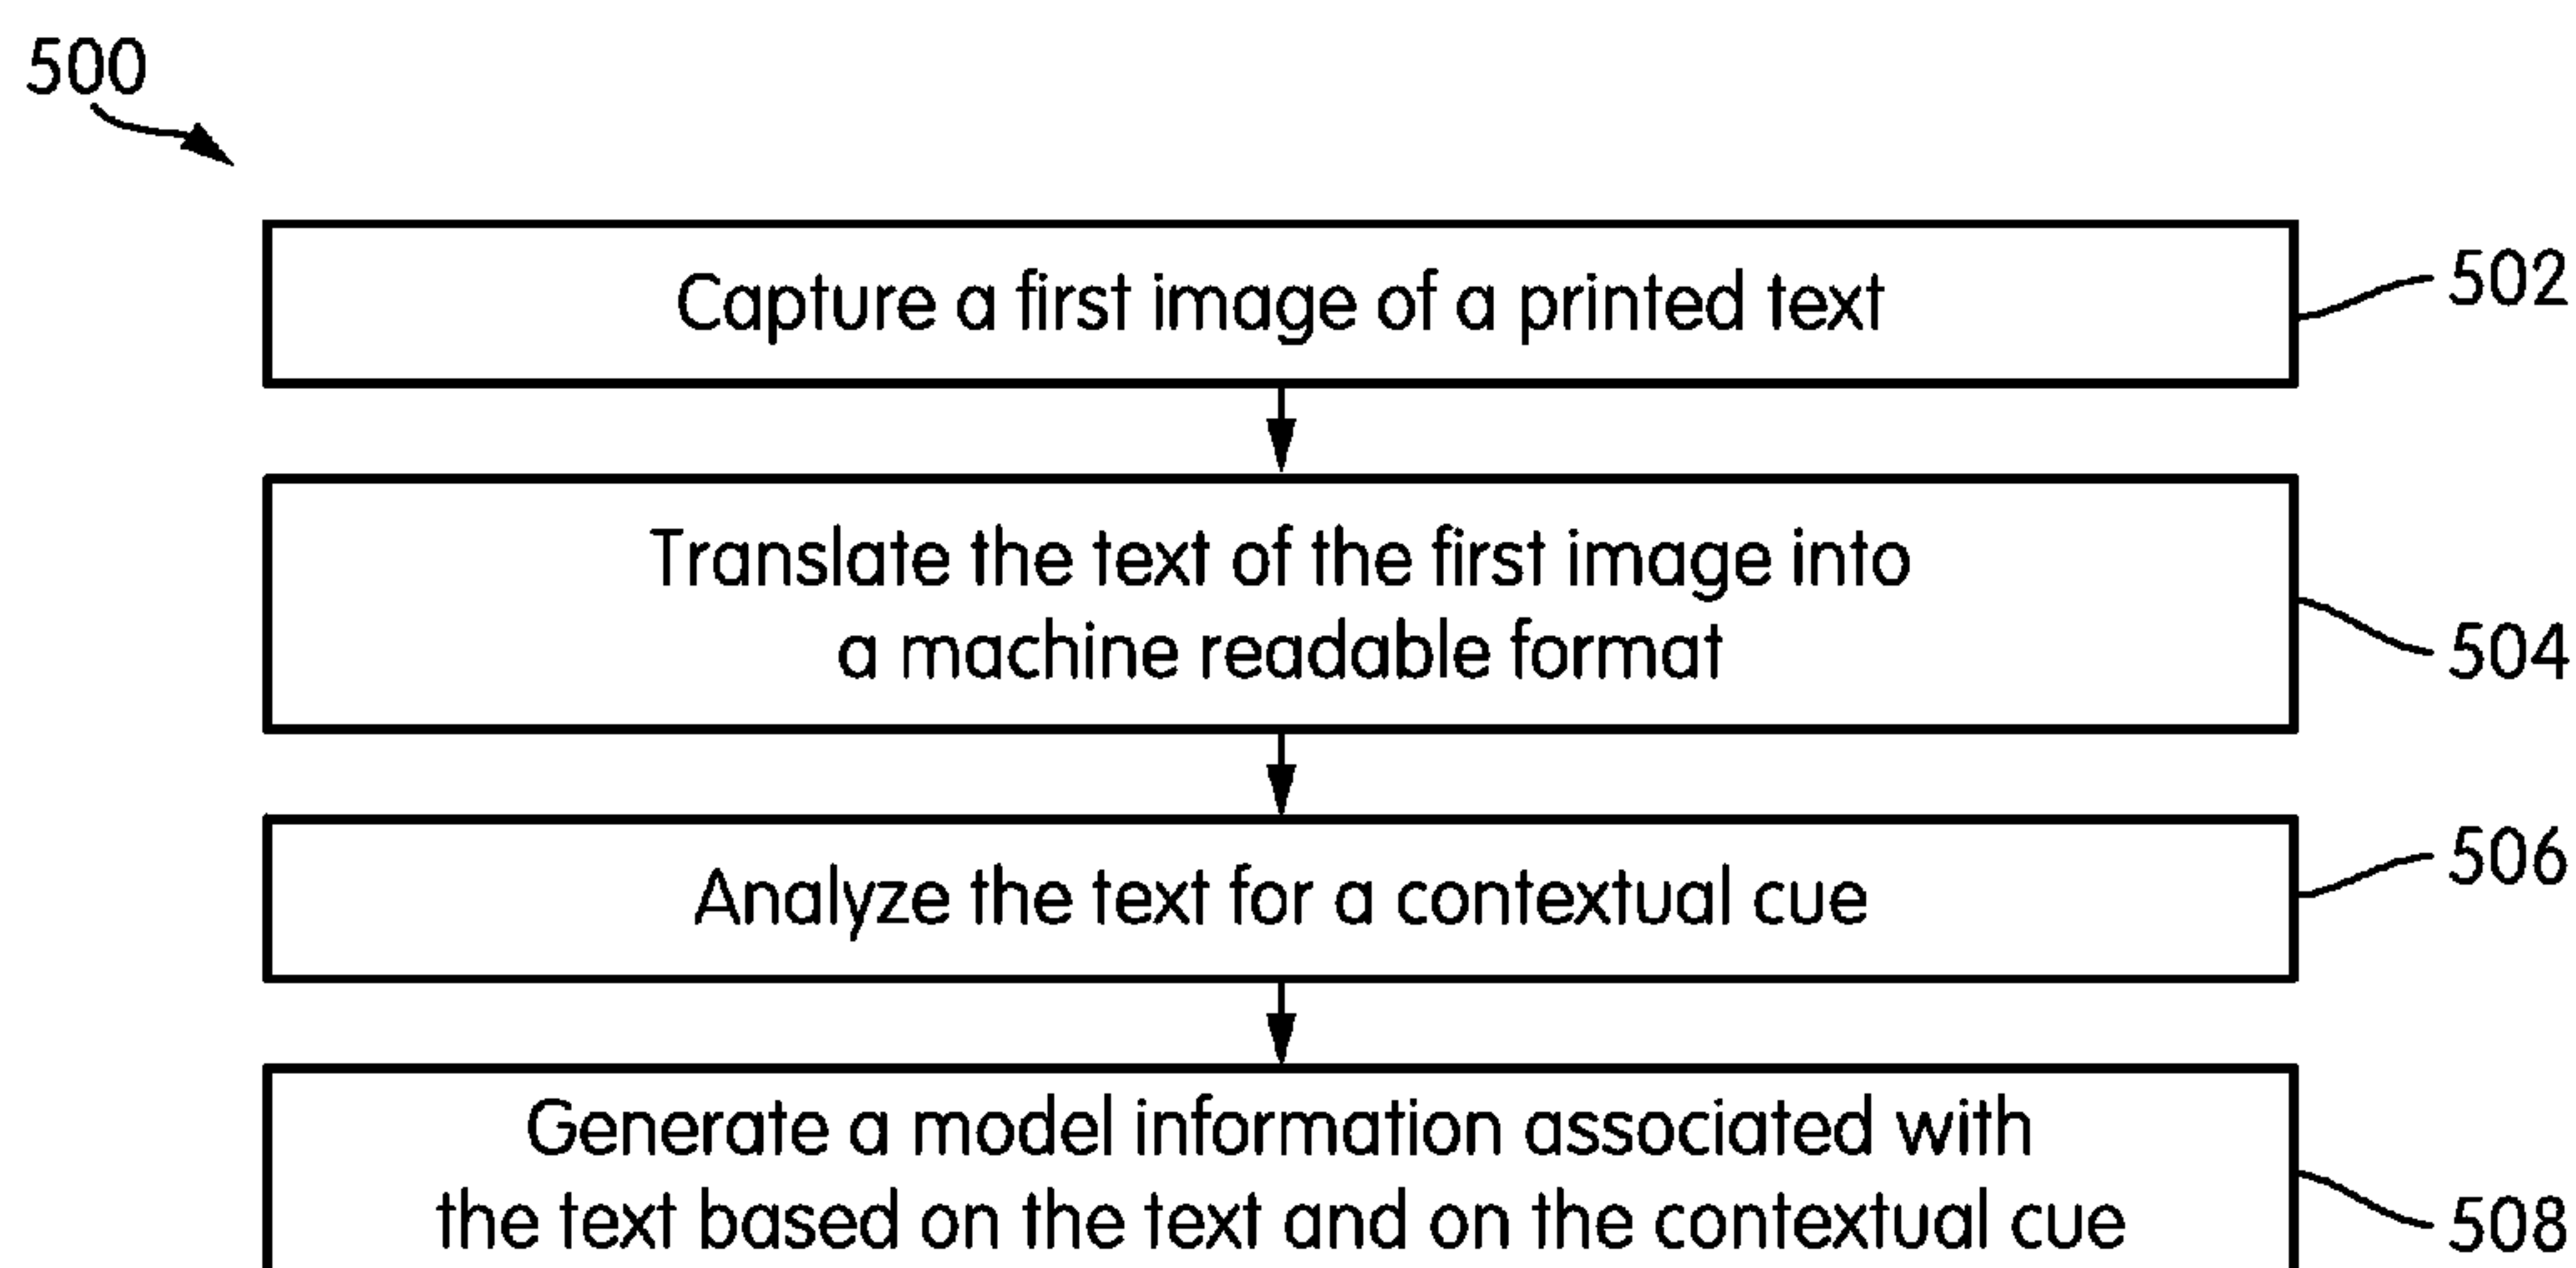 500
Capture a first image of a printed text
502
Translate the text of the first image into
a machine readable format
504
Analyze the text for a contextual cue
506
Generate a model information associated with
the text based on the text and on the contextual cue
508